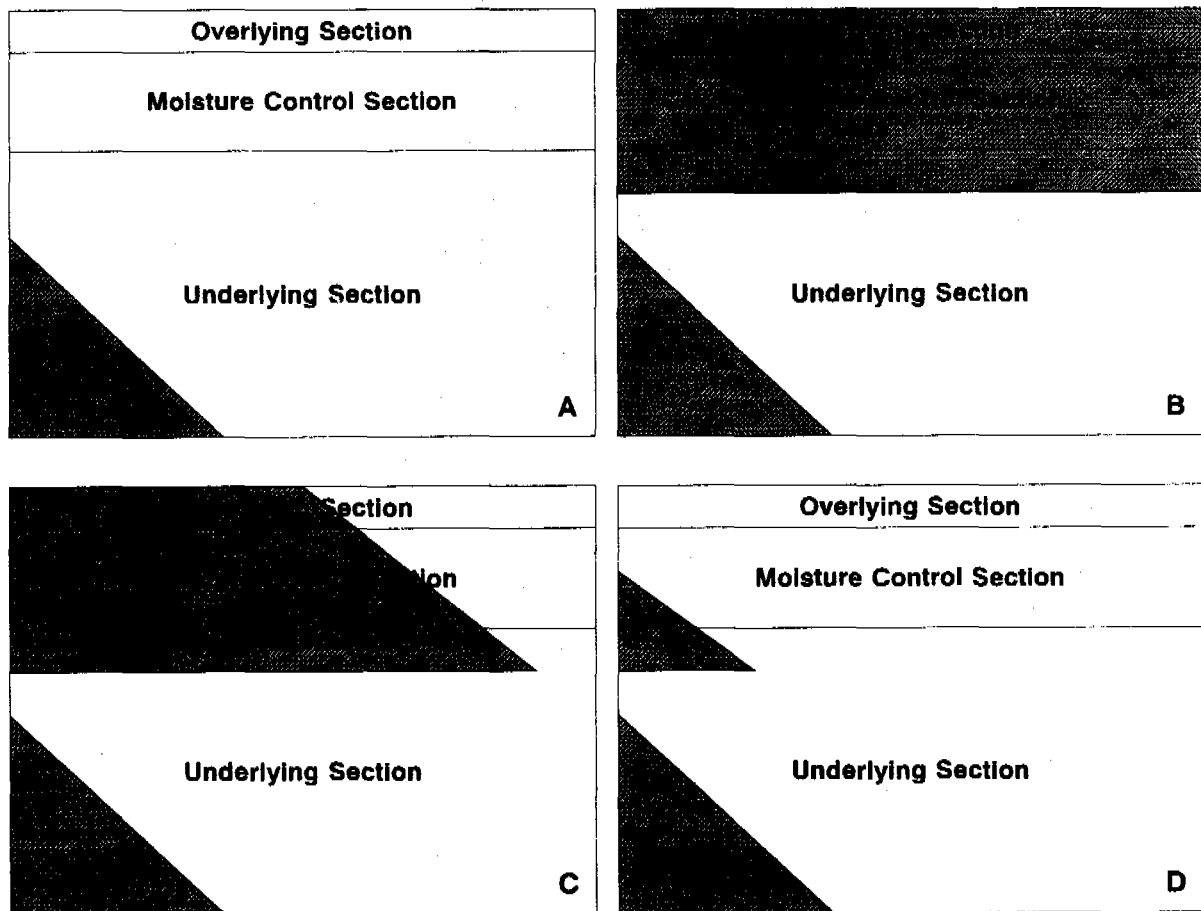 Overlying Section
Moisture Control Section
Underlying Section
A
Underlying Section
B
Section
Underlying Section
C
Overlying Section
Moisture Control Section
Underlying Section
D